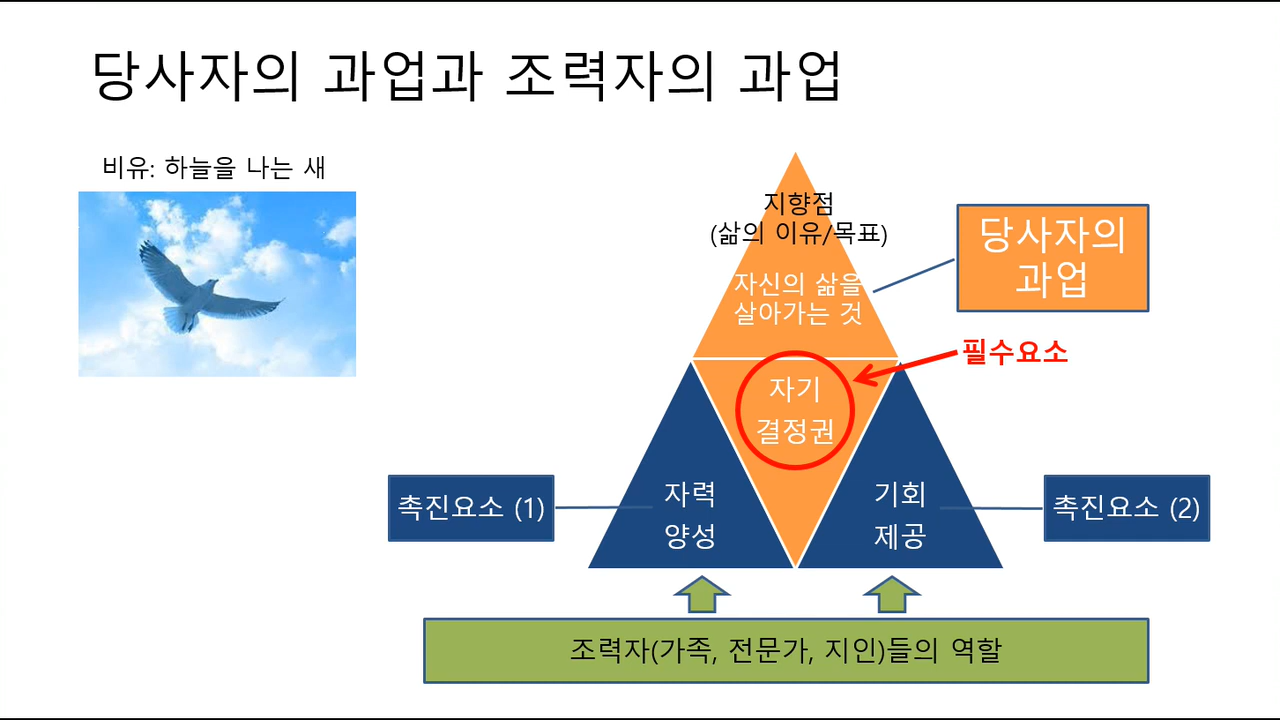 당사자의 과업과 조력자의 과업
비유: 하늘을 나는 새
지향점
(삶의 이유/목표)
자신의 삶을
살아가는 것
당사자의
과업
필수요소
자기
결정권
촉진요소 (1)
자력
양성
기회
제공
촉진요소 (2)
조력자(가족, 전문가, 지인)들의 역할